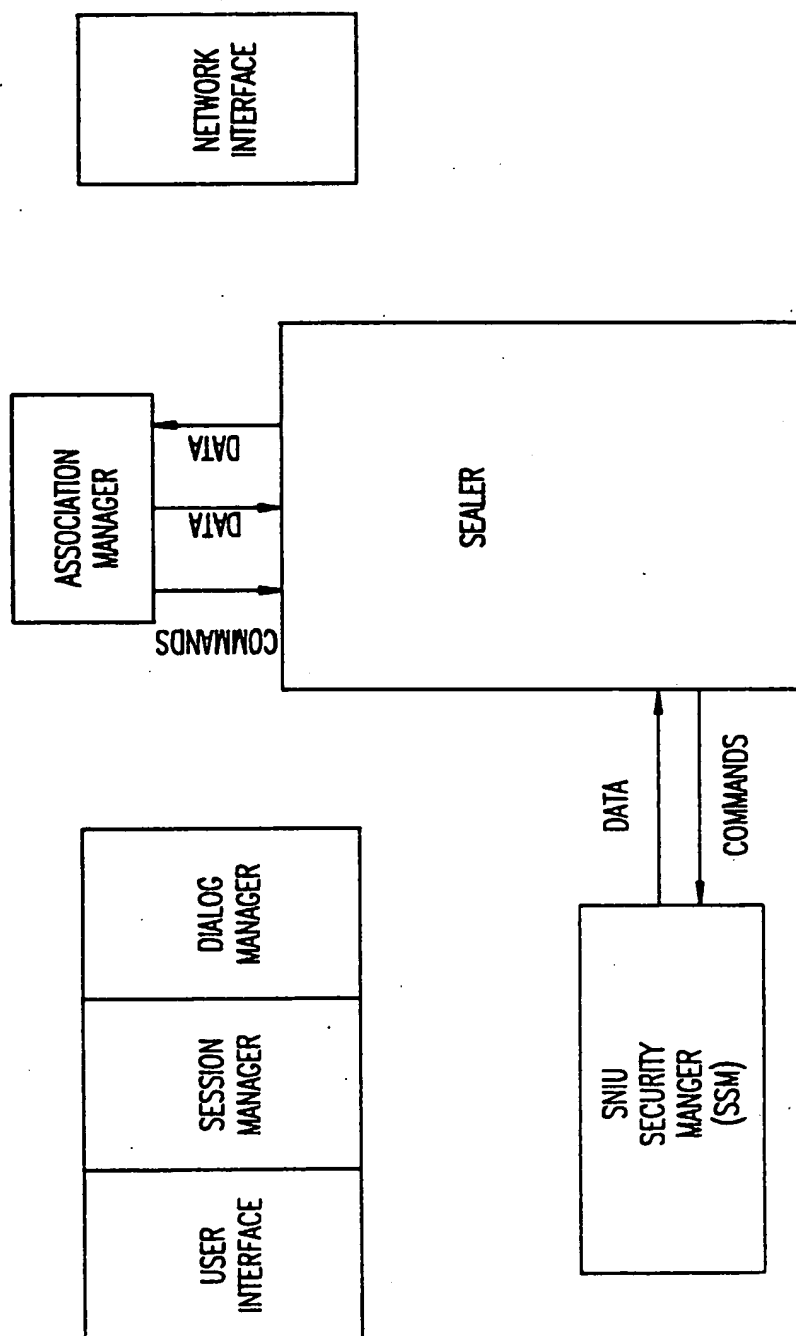 USER
INTERFACE
SESSION
MANAGER
DIALOG
MANAGER
ASSOCIATION
MANAGER
NETWORK
INTERFACE
COMMANDS
DATA
DATA
SEALER
SNIU
SECURITY
MANGER
(SSM)
DATA
COMMANDS